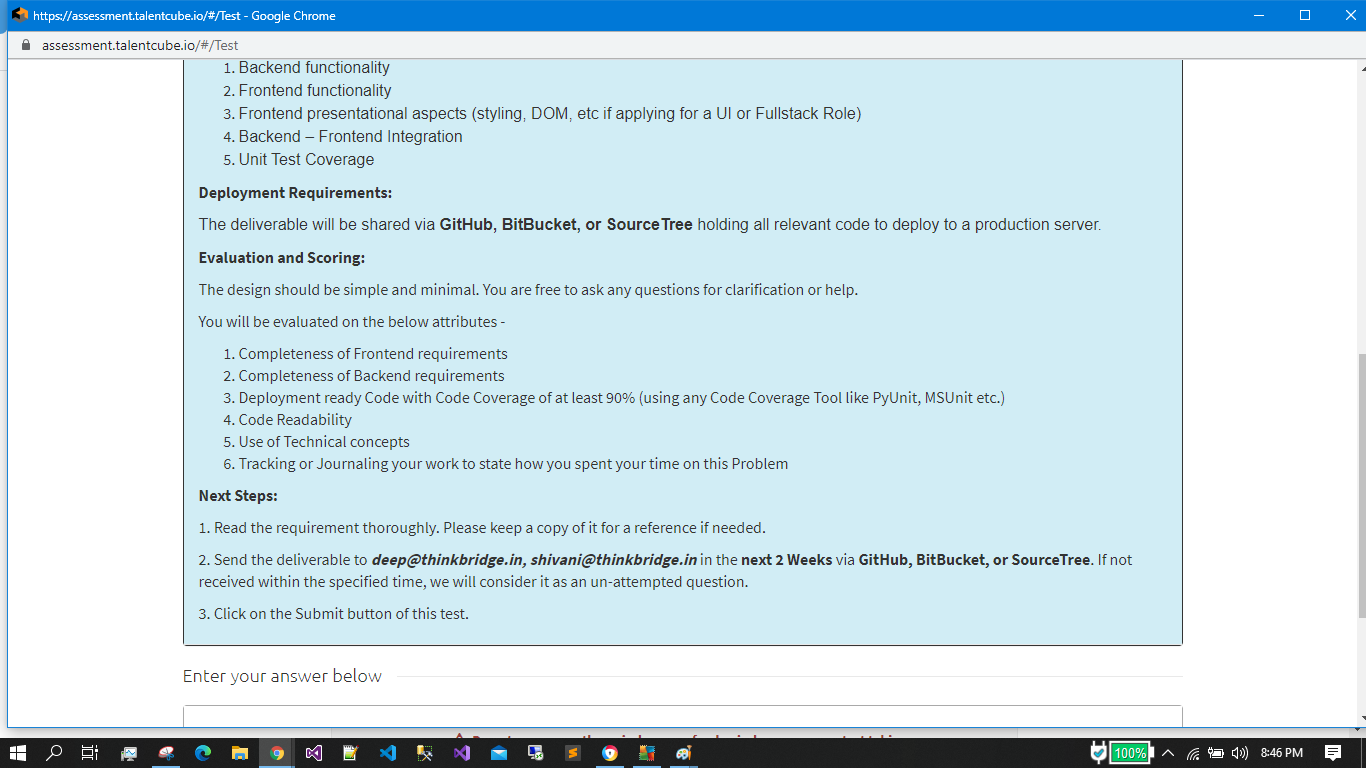 https://assessment.talentcube.io/#/Test - Google Chrome
assessment.talentcube.io/#/Test
1. Backend functionality
2. Frontend functionality
3. Frontend presentational aspects (styling, DOM, etc if applying for a UI or Fullstack Role)
4. Backend – Frontend Integration
5. Unit Test Coverage
Deployment Requirements:
The deliverable will be shared via GitHub, BitBucket, or SourceTree holding all relevant code to deploy to a production server.
Evaluation and Scoring:
The design should be simple and minimal. You are free to ask any questions for clarification or help.
You will be evaluated on the below attributes -
1. Completeness of Frontend requirements
2. Completeness of Backend requirements
3. Deployment ready Code with Code Coverage of at least 90% (using any Code Coverage Tool like PyUnit, MSUnit etc.)
4. Code Readability
5. Use of Technical concepts
6. Tracking or Journaling your work to state how you spent your time on this Problem
Next Steps:
1. Read the requirement thoroughly. Please keep a copy of it for a reference if needed.
2. Send the deliverable to deep@thinkbridge.in, shivani@thinkbridge.in in the next 2 Weeks via GitHub, BitBucket, or SourceTree. If not
received within the specified time, we will consider it as an un-attempted question.
3. Click on the Submit button of this test.
Enter your answer below
100%
8:46 PM